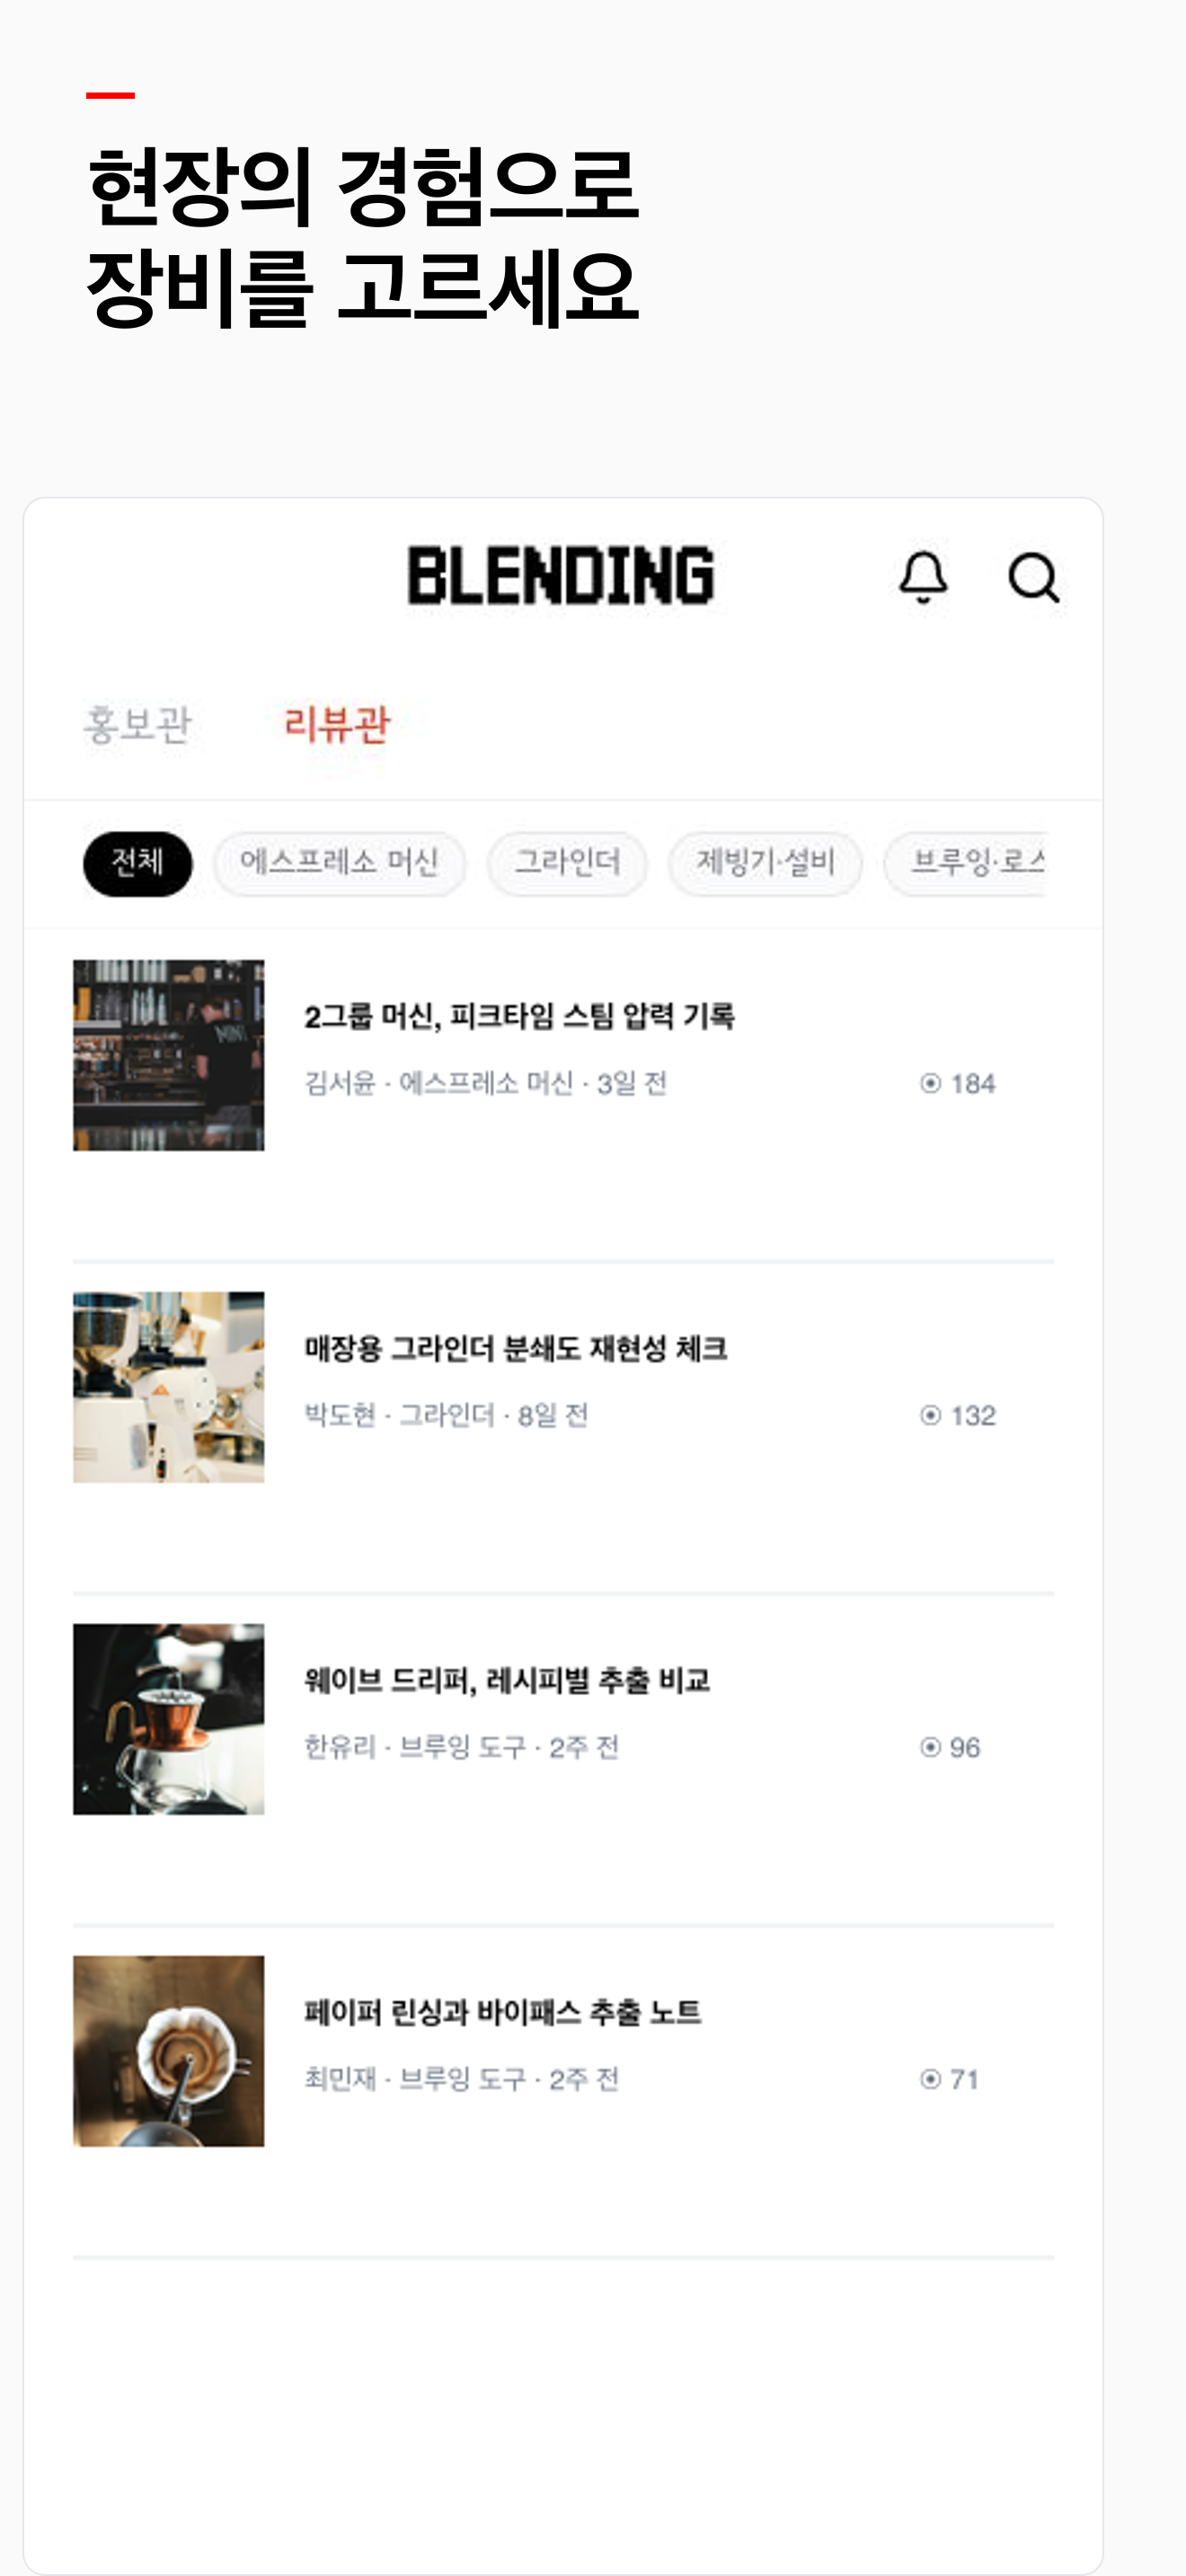 현장의 경험으로
장비를 고르세요
BLENDING
홍보관 리뷰관
전체 에스프레소 머신 그라인더 제빙기·설비 브루잉·로스
2그룹 머신, 피크타임 스팀 압력 기록
김서윤 · 에스프레소 머신 · 3일 전 184
매장용 그라인더 분쇄도 재현성 체크
박도현 · 그라인더 · 8일 전 132
웨이브 드리퍼, 레시피별 추출 비교
한유리 · 브루잉 도구 · 2주 전 96
페이퍼 린싱과 바이패스 추출 노트
최민재 · 브루잉 도구 · 2주 전 71